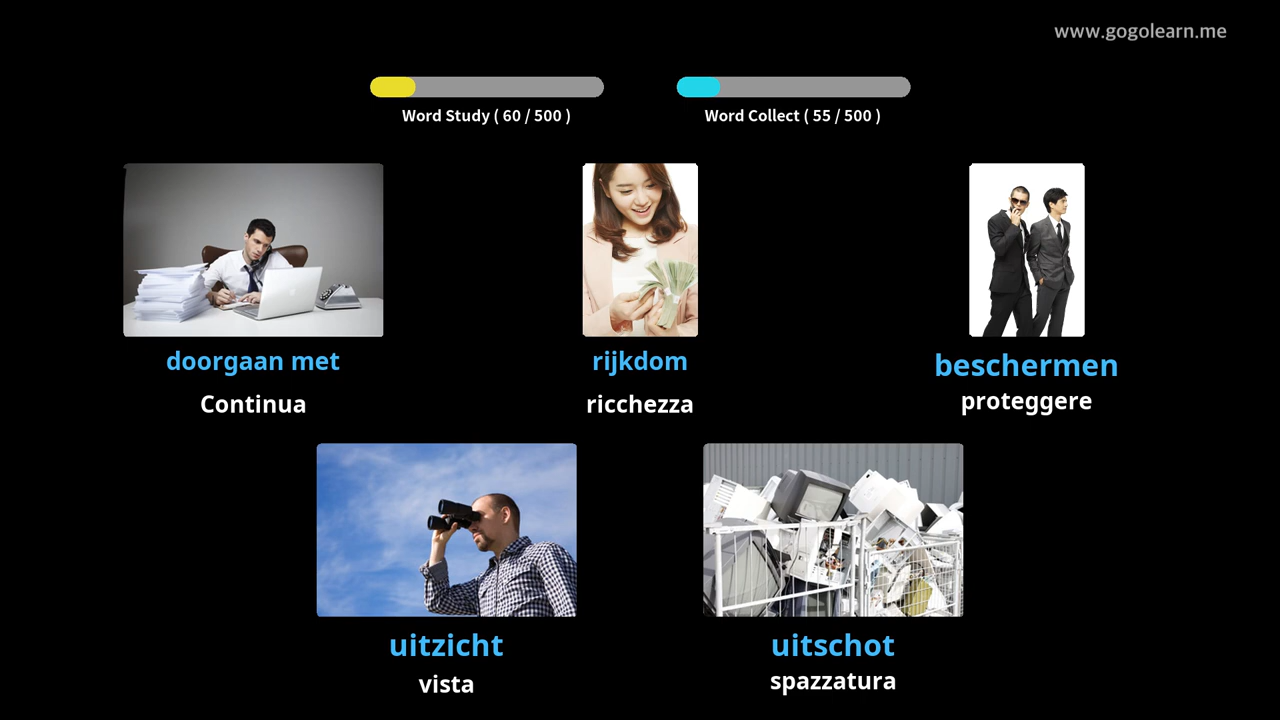 www.gogolearn.me
Word Study ( 60 / 500 )
Word Collect ( 55 / 500 )
doorgaan met
Continua
rijkdom
ricchezza
beschermen
proteggere
uitzicht
vista
uitschot
spazzatura